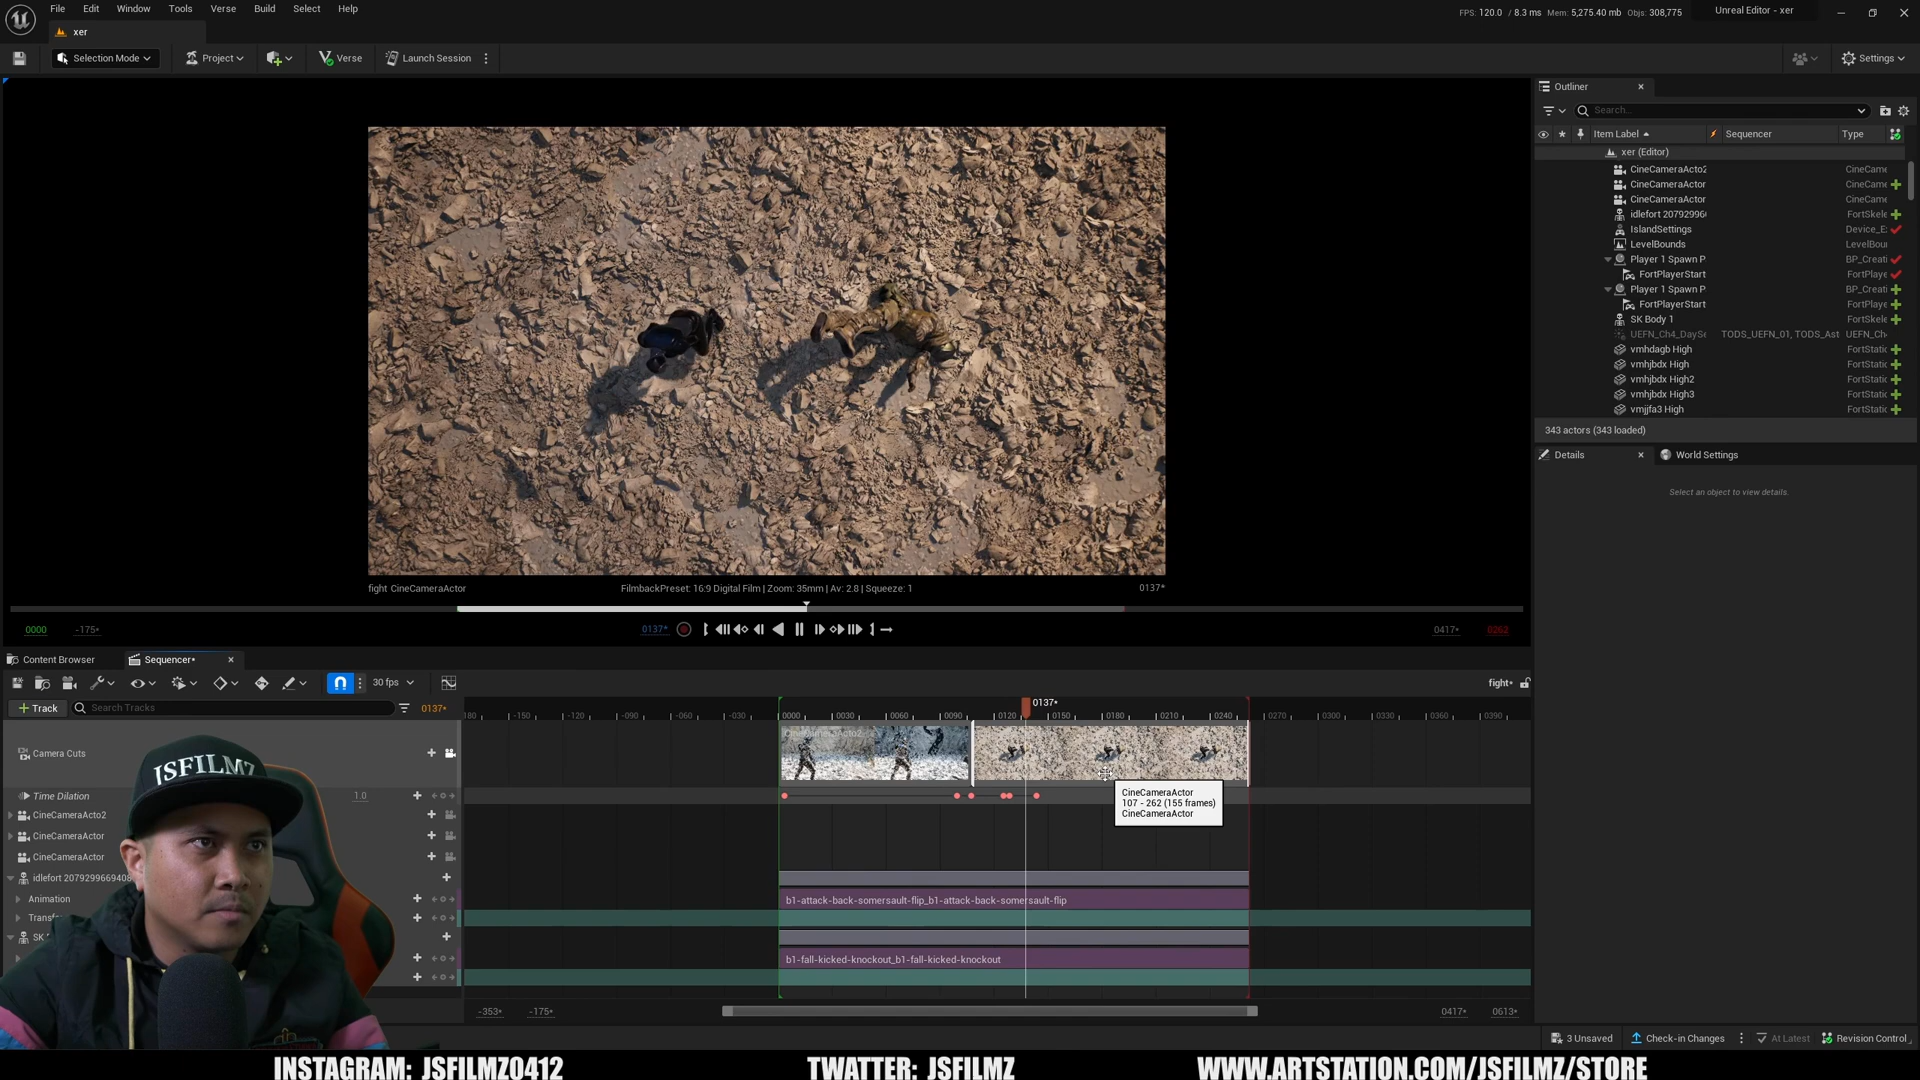 File Edit Window Tools Verse Build Select Help
FPS: 120.0 / 8.3 ms Mem: 5,275.40 mb Objs: 308,775
Unreal Editor - xer
xer
Selection Mode
Project
Verse
Launch Session
Settings
Outliner
Search...
Item Label
Sequencer
Type
xer (Editor)
CineCameraActo2 CineCame
CineCameraActor CineCame
CineCameraActor CineCame
idlefort 20792996 FortSkele
IslandSettings Device_E
LevelBounds LevelBou
Player 1 Spawn P BP_Creati
FortPlayerStart FortPlaye
Player 1 Spawn P BP_Creati
FortPlayerStart FortPlaye
SK Body 1 FortSkele
UEFN_Ch4_DaySe TODS_UEFN_01, TODS_Ast UEFN_Ch
vmhdagb High FortStatic
vmhjbdx High FortStatic
vmhjbdx High2 FortStatic
vmhjbdx High3 FortStatic
vmjjfa3 High FortStatic
343 actors (343 loaded)
Details
World Settings
Select an object to view details.
fight CineCameraActor
FilmbackPreset: 16:9 Digital Film | Zoom: 35mm | Av: 2.8 | Squeeze: 1
0137*
0000 -175* 0137* 0417* 0262
Content Browser
Sequencer*
30 fps
fight*
Track
Search Tracks
0137*
-150 -120 -090 -060 -030 0000 0030 0060 0090 0120 0150 0180 0210 0240 0270 0300 0330 0360 0390
0137*
Camera Cuts
CineCameraActo2
Time Dilation 1.0
CineCameraActor
107 - 262 (155 frames)
CineCameraActor
CineCameraActo2
CineCameraActor
CineCameraActor
idlefort 2079299669408
Animation
b1-attack-back-somersault-flip_b1-attack-back-somersault-flip
Transfo
SK
b1-fall-kicked-knockout_b1-fall-kicked-knockout
-353* -175* 0417* 0613*
JSFILMZ
3 Unsaved
Check-in Changes
At Latest
Revision Control
INSTAGRAM: JSFILMZ0412
TWATTER: JSFILMZ
WWW.ARTSTATION.COM/JSFILMZ/STORE